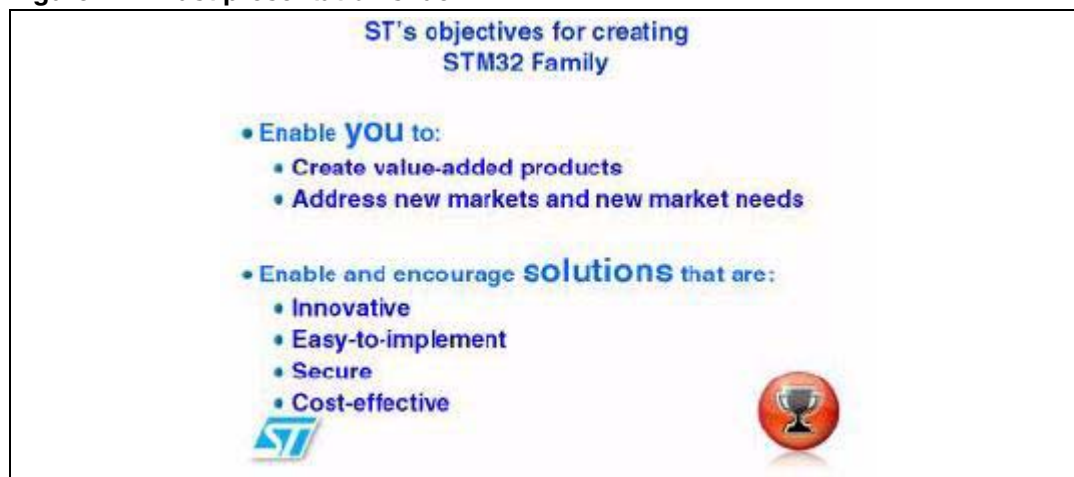 ST's objectives for creating
STM32 Family
• Enable you to:
• Create value-added products
• Address new markets and new market needs
• Enable and encourage solutions that are:
• Innovative
• Easy-to-implement
• Secure
• Cost-effective
ST